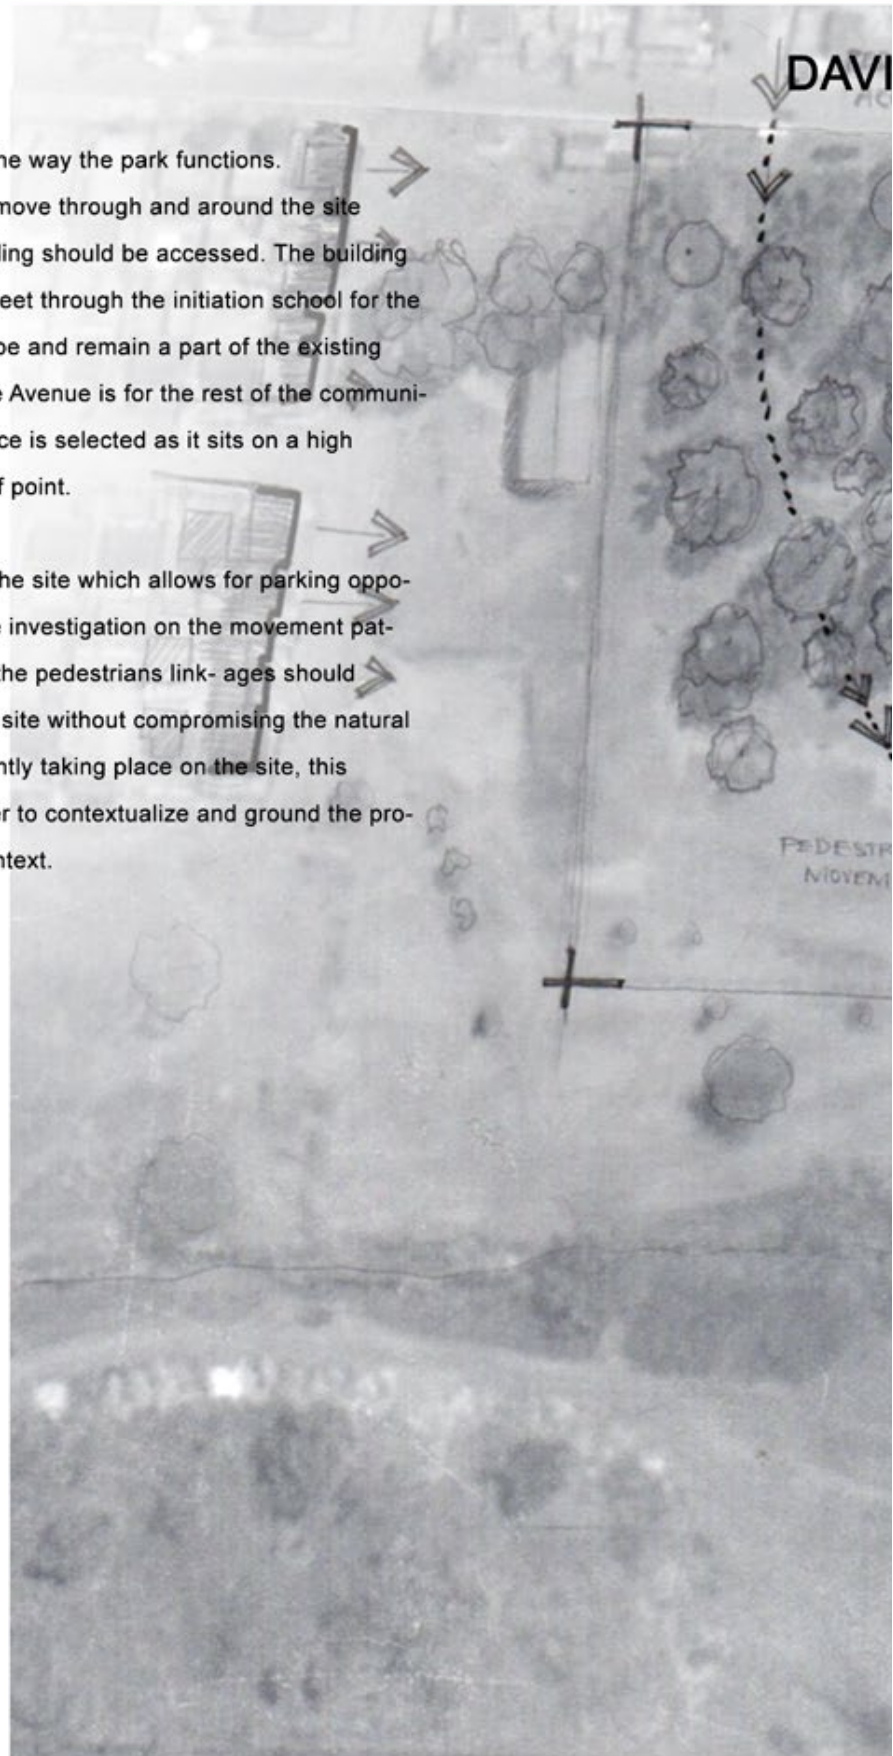 DAVI
he way the park functions.
move through and around the site
ling should be accessed. The building
eet through the initiation school for the
be and remain a part of the existing
e Avenue is for the rest of the communi-
ce is selected as it sits on a high
f point.
he site which allows for parking oppo-
e investigation on the movement pat-
the pedestrians link- ages should
site without compromising the natural
ntly taking place on the site, this
er to contextualize and ground the pro-
ntext.
PEDESTR
MOVEM